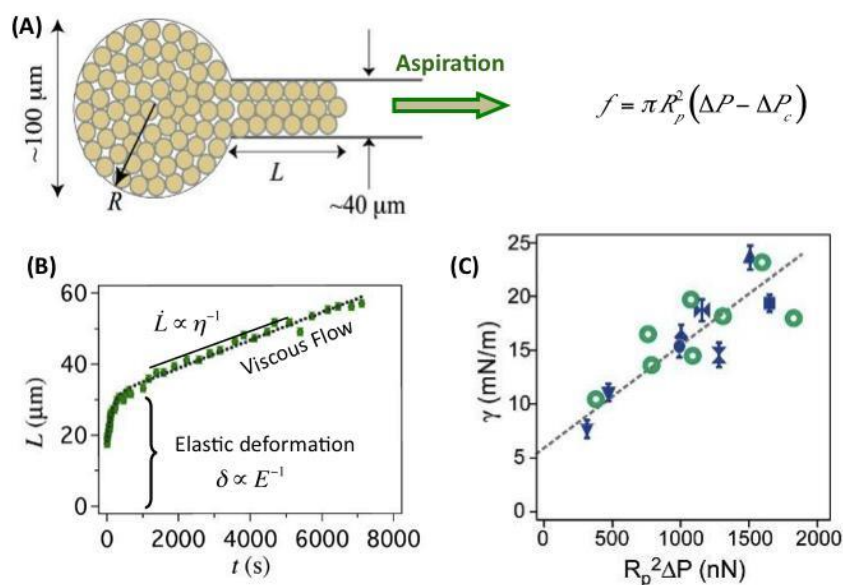 (A)
~100 μm
R
L
~40 μm
Aspiration
f = π R_p^2 (ΔP − ΔP_c)
(B)
60
40
20
0
L (μm)
L̇ ∝ η^-1
Viscous Flow
Elastic deformation
δ ∝ E^-1
0 2000 4000 6000 8000
t (s)
(C)
25
20
15
10
5
0
γ (mN/m)
0 500 1000 1500 2000
R_p^2ΔP (nN)